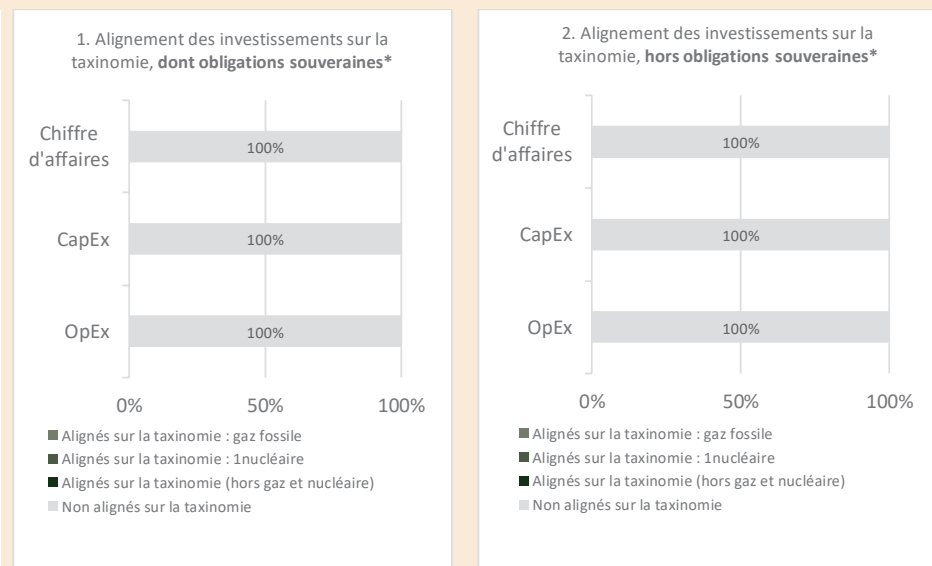 1. Alignement des investissements sur la
taxinomie, dont obligations souveraines*
Chiffre
d'affaires
100%
CapEx
100%
OpEx
100%
0%
50%
100%
Alignés sur la taxinomie : gaz fossile
Alignés sur la taxinomie : 1nucléaire
Alignés sur la taxinomie (hors gaz et nucléaire)
Non alignés sur la taxinomie
2. Alignement des investissements sur la
taxinomie, hors obligations souveraines*
Chiffre
d'affaires
100%
CapEx
100%
OpEx
100%
0%
50%
100%
Alignés sur la taxinomie : gaz fossile
Alignés sur la taxinomie : 1nucléaire
Alignés sur la taxinomie (hors gaz et nucléaire)
Non alignés sur la taxinomie